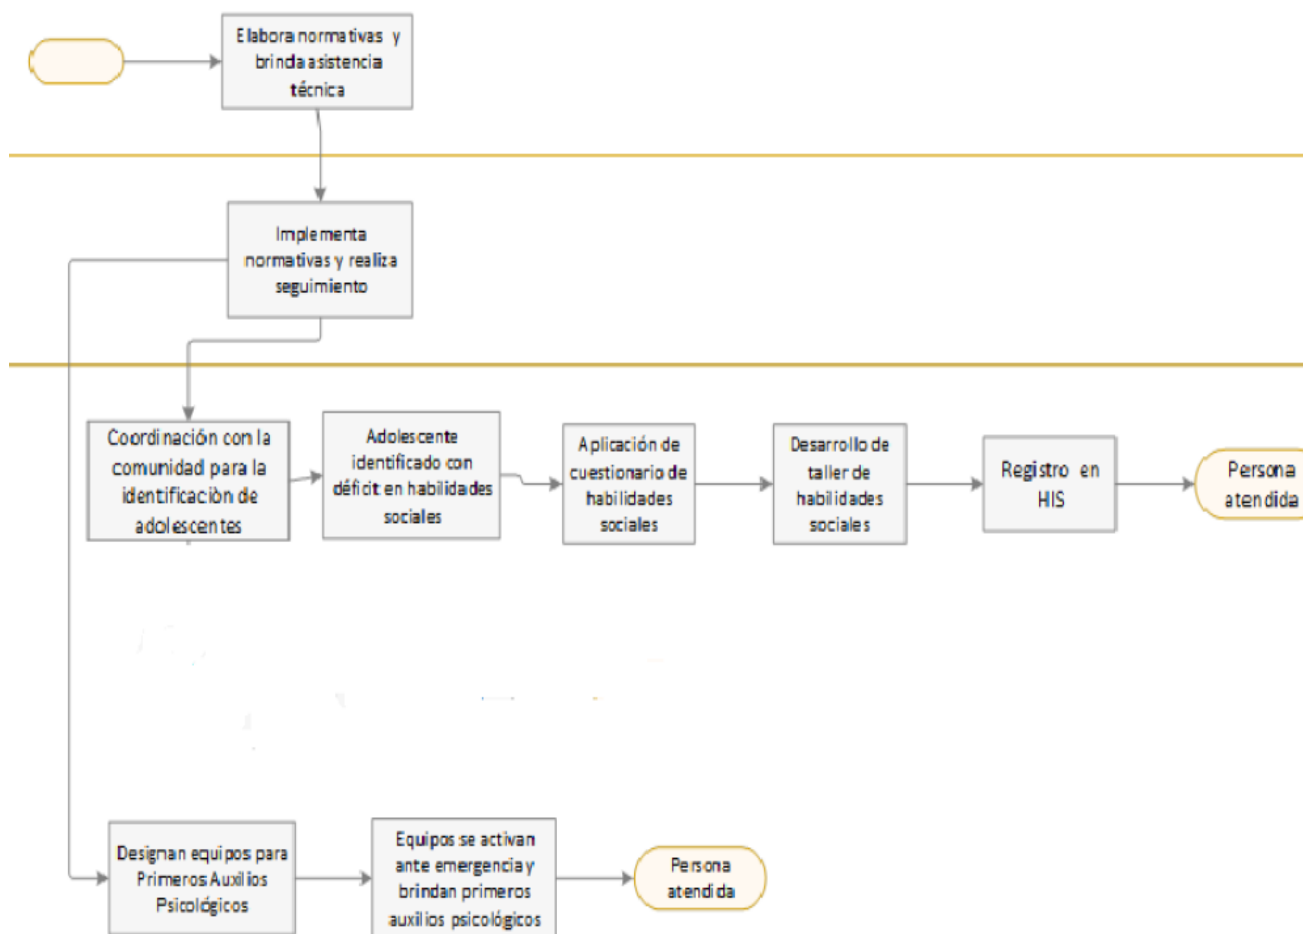 Elabora normativas y
brinda asistencia
técnica
Implementa
normativas y realiza
seguimiento
Coordinación con la
comunidad para la
identificaciòn de
adolescentes
Adolescente
identificado con
déficit en habilidades
sociales
Aplicación de
cuestionario de
habilidades
sociales
Desarrollo de
taller de
habilidades
sociales
Registro en
HIS
Persona
atendida
Designan equipos para
Primeros Auxilios
Psicológicos
Equipos se activan
ante emergencia y
brindan primeros
auxilios psicológicos
Persona
atendida